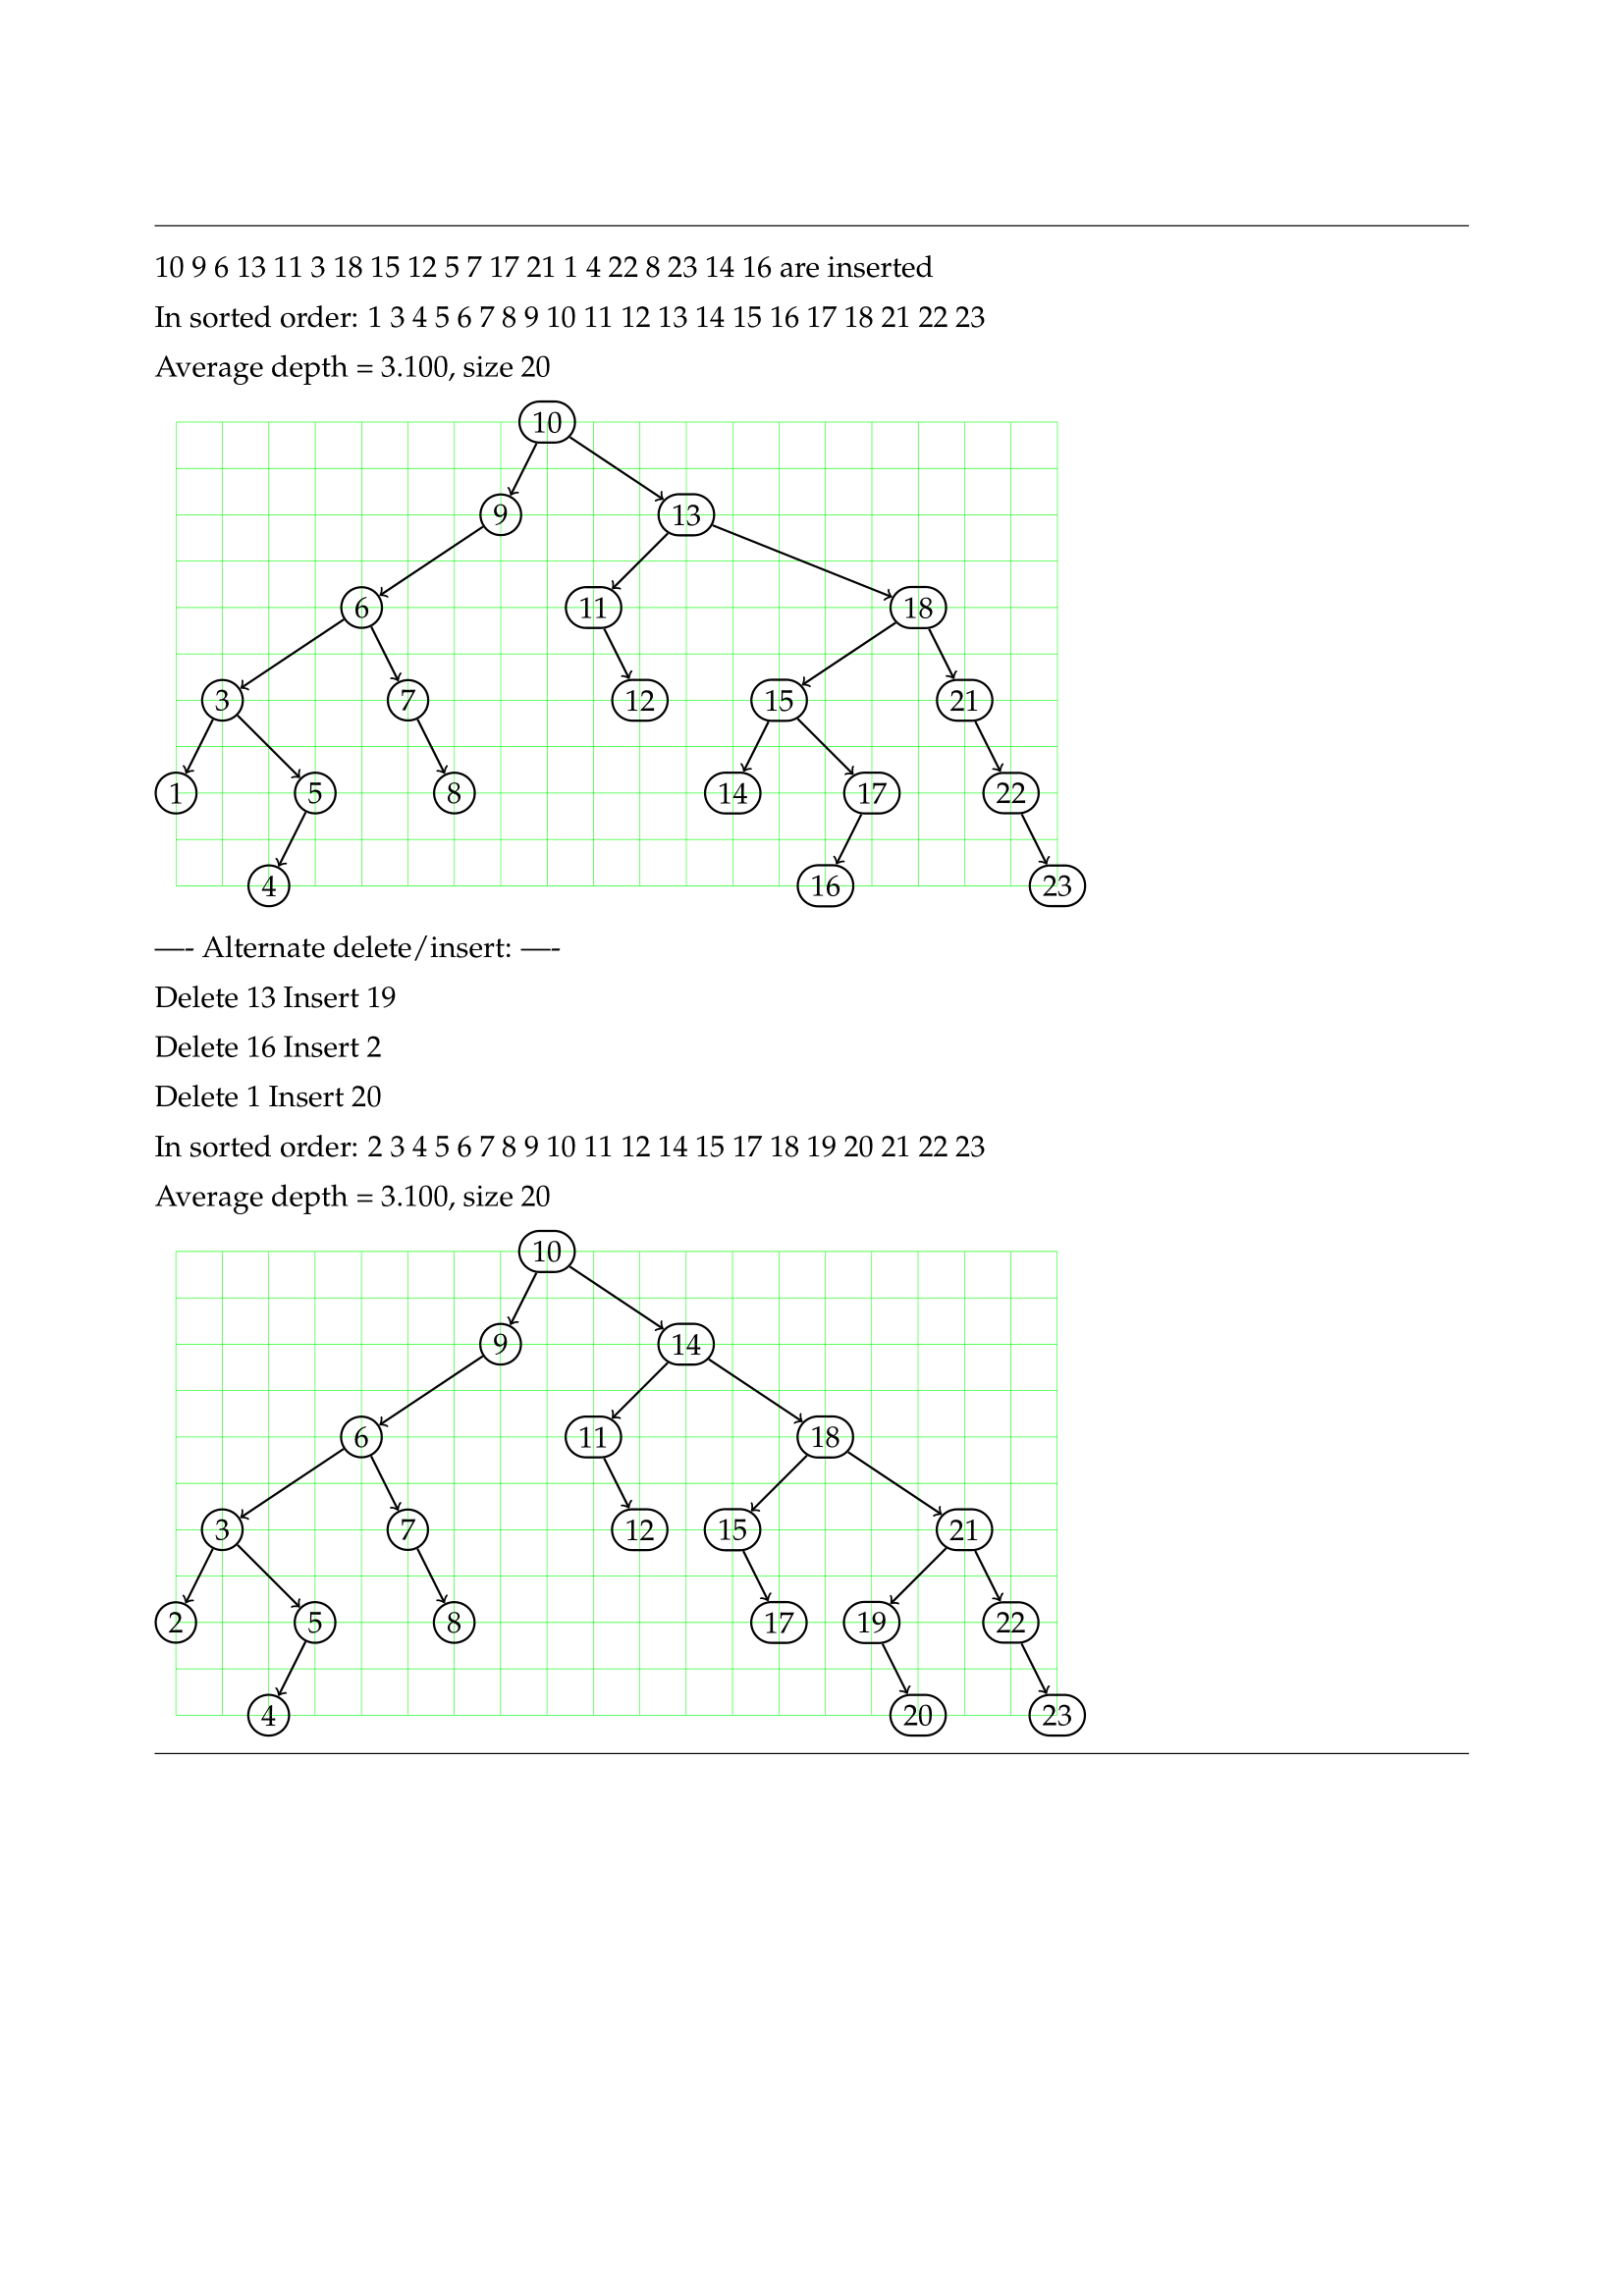 10 9 6 13 11 3 18 15 12 5 7 17 21 1 4 22 8 23 14 16 are inserted
In sorted order: 1 3 4 5 6 7 8 9 10 11 12 13 14 15 16 17 18 21 22 23
Average depth = 3.100, size 20
10
9 13
6 11 18
3 7 12 15 21
1 5 8 14 17 22
4 16 23
—- Alternate delete/insert: —-
Delete 13 Insert 19
Delete 16 Insert 2
Delete 1 Insert 20
In sorted order: 2 3 4 5 6 7 8 9 10 11 12 14 15 17 18 19 20 21 22 23
Average depth = 3.100, size 20
10
9 14
6 11 18
3 7 12 15 21
2 5 8 17 19 22
4 20 23